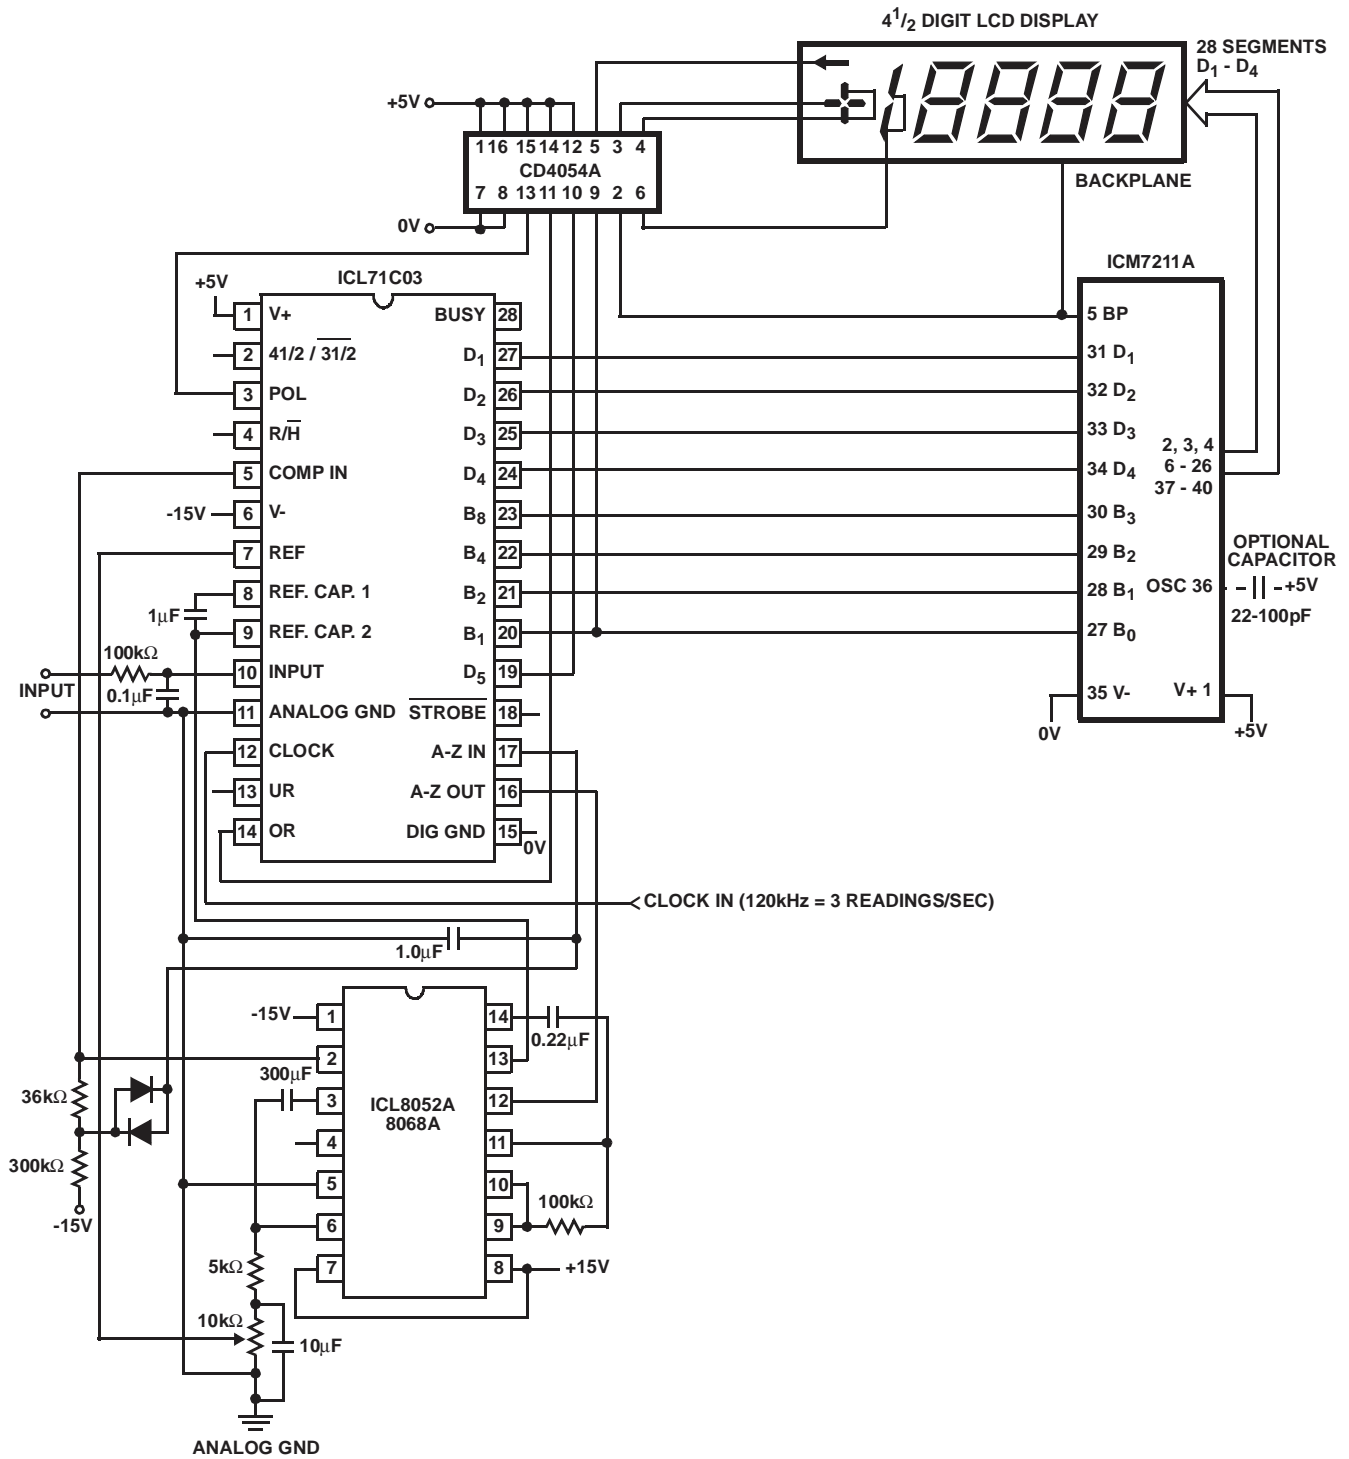 4 1/2 DIGIT LCD DISPLAY
28 SEGMENTS
D1 - D4
+5V
1 16 15 14 12 5 3 4
CD4054A
7 8 13 11 10 9 2 6
0V
BACKPLANE
ICL71C03
+5V
1 V+
2 41/2 / 31/2
3 POL
4 R/H
5 COMP IN
-15V 6 V-
7 REF
8 REF. CAP. 1
1μF
9 REF. CAP. 2
100kΩ
10 INPUT
INPUT
0.1μF
11 ANALOG GND
12 CLOCK
13 UR
14 OR
BUSY 28
D1 27
D2 26
D3 25
D4 24
B8 23
B4 22
B2 21
B1 20
D5 19
STROBE 18
A-Z IN 17
A-Z OUT 16
DIG GND 15
0V
ICM7211A
5 BP
31 D1
32 D2
33 D3
34 D4
30 B3
29 B2
28 B1
27 B0
35 V-
0V
2, 3, 4
6 - 26
37 - 40
OPTIONAL
CAPACITOR
OSC 36
+5V
22-100pF
V+ 1
+5V
CLOCK IN (120kHz = 3 READINGS/SEC)
1.0μF
-15V 1
2
300μF
3
4
5
6
7
ICL8052A
8068A
14
0.22μF
13
12
11
10
100kΩ
9
8 +15V
36kΩ
300kΩ
-15V
5kΩ
10kΩ
10μF
ANALOG GND